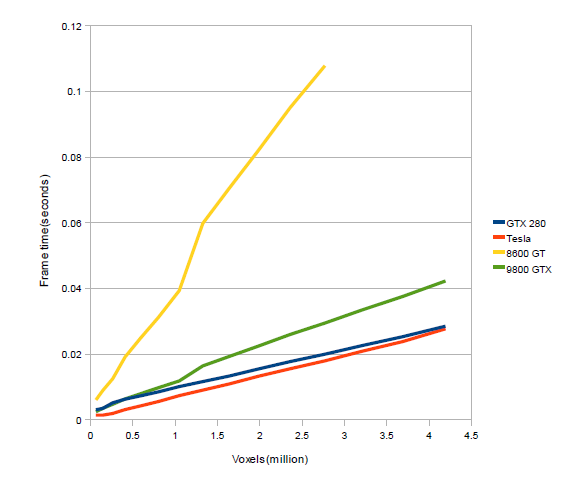 0.12
0.1
0.08
0.06
0.04
0.02
0
Frame time(seconds)
0 0.5 1 1.5 2 2.5 3 3.5 4 4.5
Voxels(million)
GTX 280
Tesla
8600 GT
9800 GTX